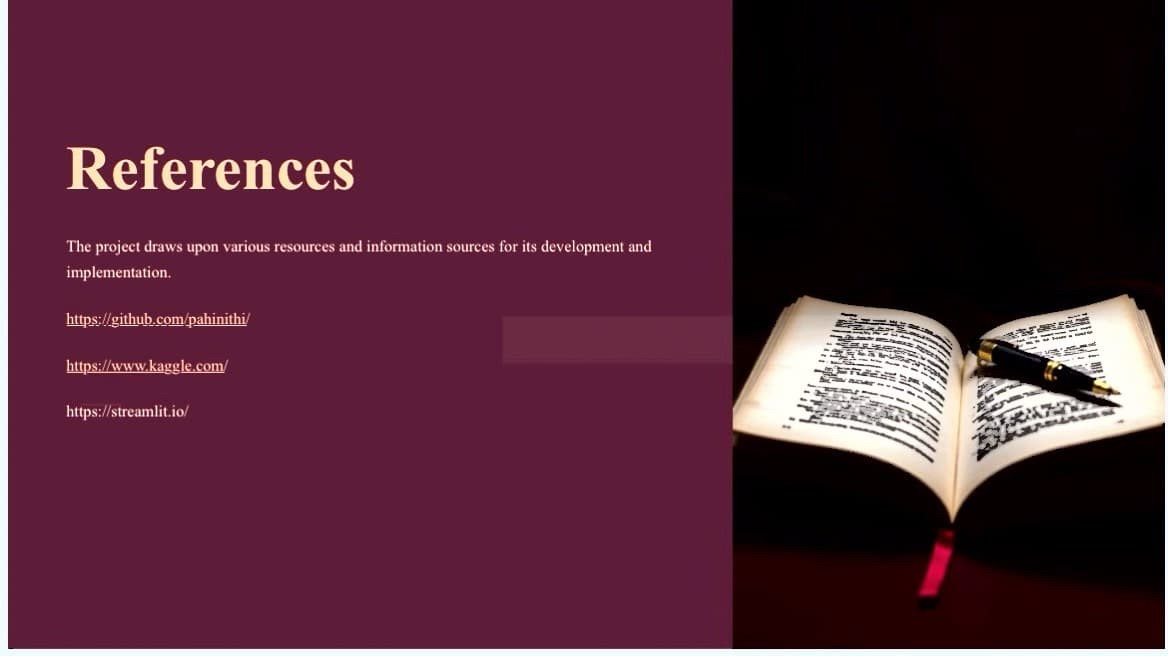 References
The project draws upon various resources and information sources for its development and
implementation.
https://github.com/pahinithi/
https://www.kaggle.com/
https://streamlit.io/